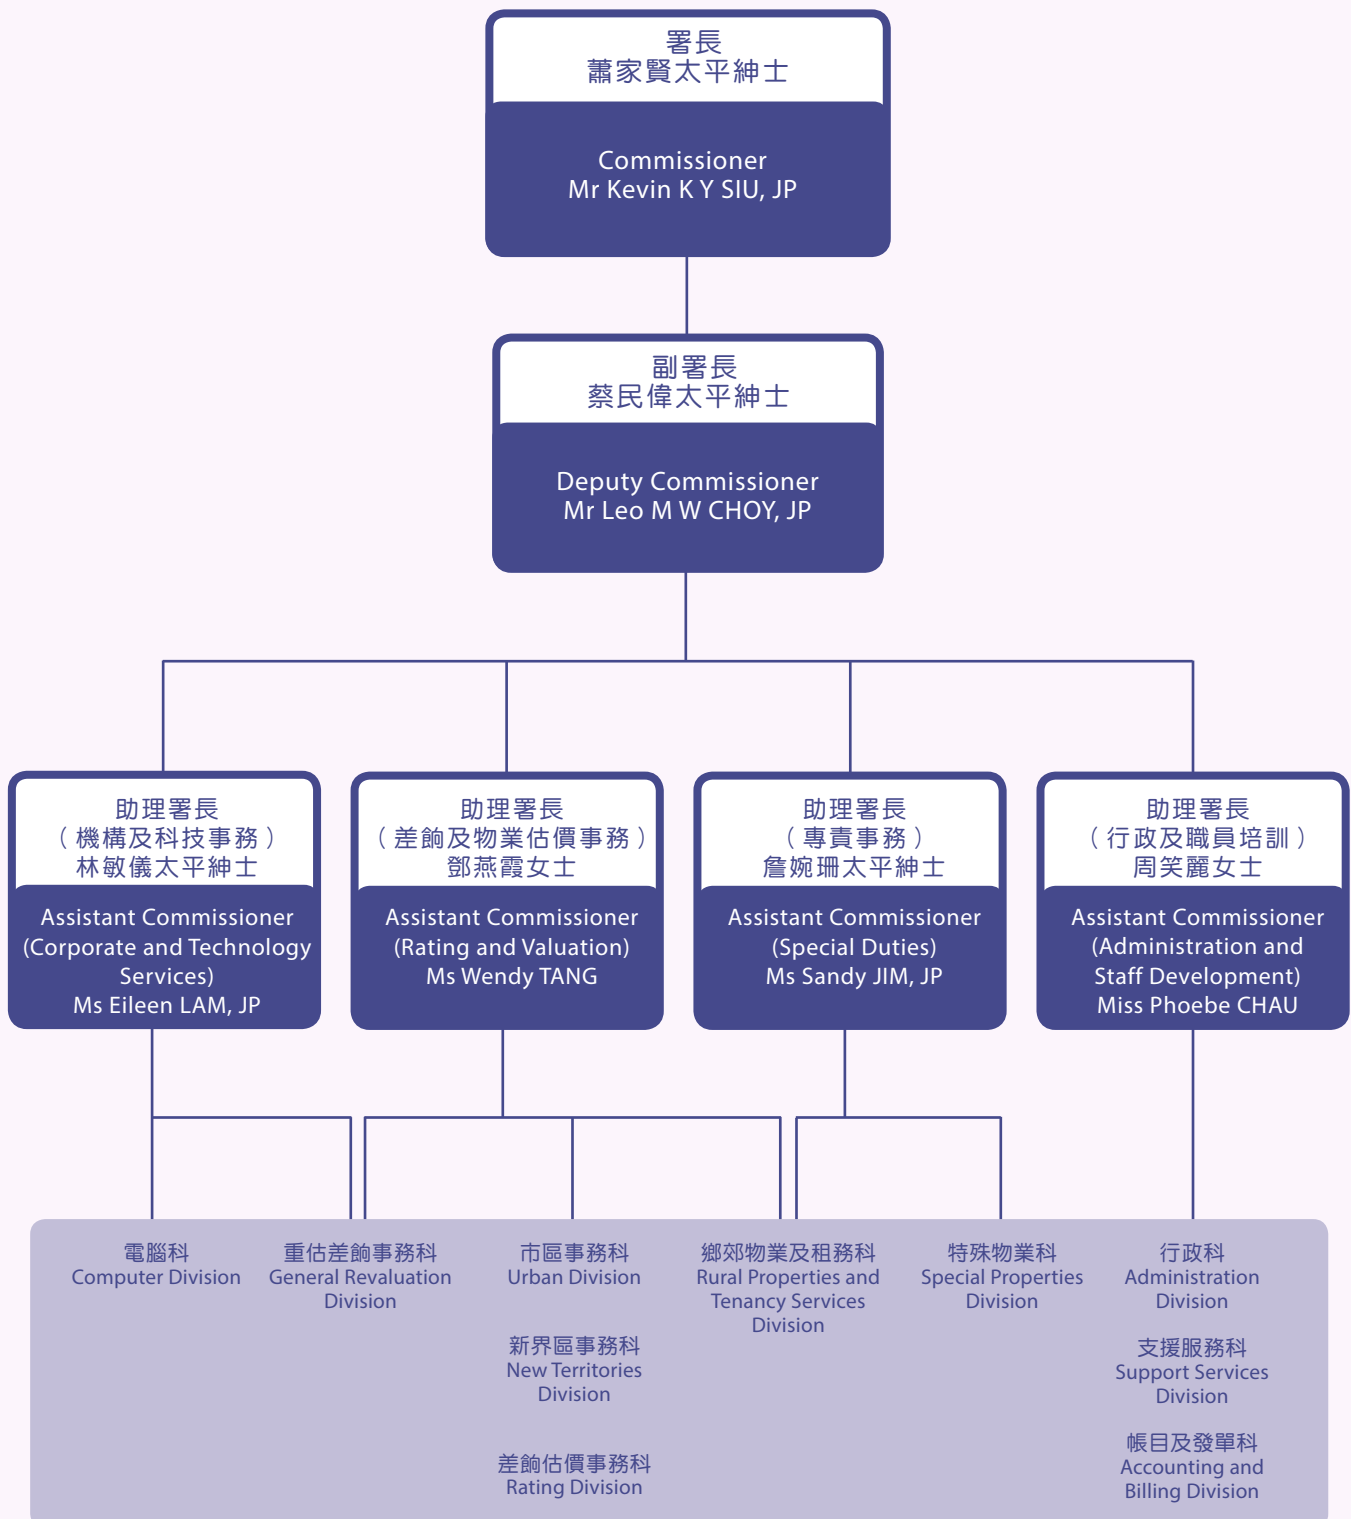 署長
蕭家賢太平紳士
Commissioner
Mr Kevin K Y SIU, JP
副署長
蔡民偉太平紳士
Deputy Commissioner
Mr Leo M W CHOY, JP
助理署長
（機構及科技事務）
林敏儀太平紳士
Assistant Commissioner
(Corporate and Technology
Services)
Ms Eileen LAM, JP
助理署長
（差餉及物業估價事務）
鄧燕霞女士
Assistant Commissioner
(Rating and Valuation)
Ms Wendy TANG
助理署長
（專責事務）
詹婉珊太平紳士
Assistant Commissioner
(Special Duties)
Ms Sandy JIM, JP
助理署長
（行政及職員培訓）
周笑麗女士
Assistant Commissioner
(Administration and
Staff Development)
Miss Phoebe CHAU
電腦科
Computer Division
重估差餉事務科
General Revaluation
Division
市區事務科
Urban Division
新界區事務科
New Territories
Division
差餉估價事務科
Rating Division
鄉郊物業及租務科
Rural Properties and
Tenancy Services
Division
特殊物業科
Special Properties
Division
行政科
Administration
Division
支援服務科
Support Services
Division
帳目及發單科
Accounting and
Billing Division